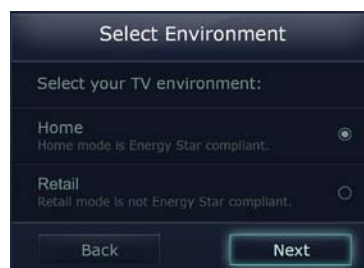 Select Environment
Select your TV environment:
Home
Home mode is Energy Star compliant.
Retail
Retail mode is not Energy Star compliant.
Back
Next